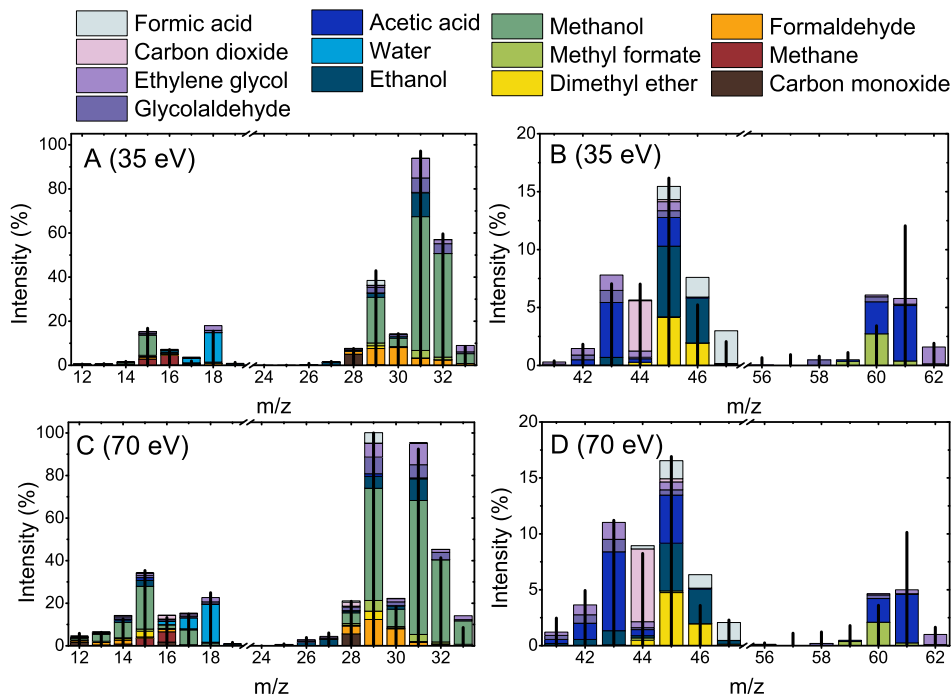 Formic acid
Carbon dioxide
Ethylene glycol
Glycolaldehyde
Acetic acid
Water
Ethanol
Methanol
Methyl formate
Dimethyl ether
Formaldehyde
Methane
Carbon monoxide
A (35 eV)
Intensity (%)
100
80
60
40
20
0
12 14 16 18 24 26 28 30 32
m/z
B (35 eV)
Intensity (%)
20
15
10
5
0
42 44 46 56 58 60 62
m/z
C (70 eV)
Intensity (%)
100
80
60
40
20
0
12 14 16 18 24 26 28 30 32
m/z
D (70 eV)
Intensity (%)
20
15
10
5
0
42 44 46 56 58 60 62
m/z